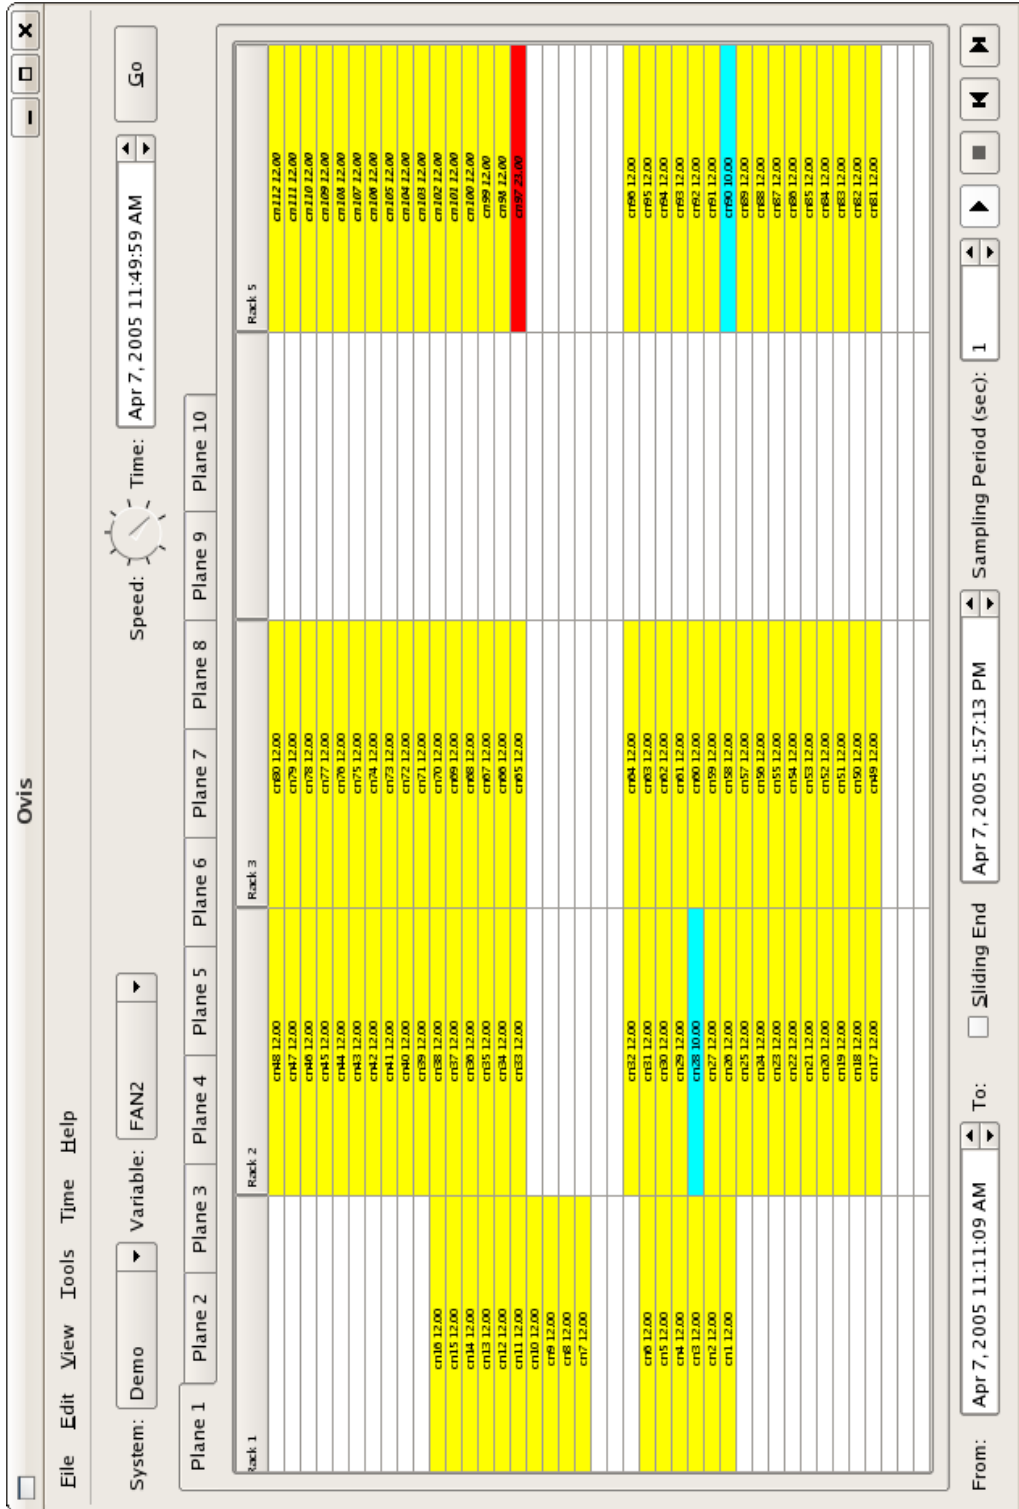 Ovis
File Edit View Tools Time Help
System: Demo Variable: FAN2 Speed: Time: Apr 7, 2005 11:49:59 AM Go
Plane 1 Plane 2 Plane 3 Plane 4 Plane 5 Plane 6 Plane 7 Plane 8 Plane 9 Plane 10
Rack 1 Rack 2 Rack 3 Rack 5
cn48 12.00 cn80 12.00 cn112 12.00
cn47 12.00 cn79 12.00 cn111 12.00
cn46 12.00 cn78 12.00 cn110 12.00
cn45 12.00 cn77 12.00 cn109 12.00
cn44 12.00 cn76 12.00 cn108 12.00
cn43 12.00 cn75 12.00 cn107 12.00
cn42 12.00 cn74 12.00 cn106 12.00
cn41 12.00 cn73 12.00 cn105 12.00
cn40 12.00 cn72 12.00 cn104 12.00
cn39 12.00 cn71 12.00 cn103 12.00
cn16 12.00 cn38 12.00 cn70 12.00 cn102 12.00
cn15 12.00 cn37 12.00 cn69 12.00 cn101 12.00
cn14 12.00 cn36 12.00 cn68 12.00 cn100 12.00
cn13 12.00 cn35 12.00 cn67 12.00 cn99 12.00
cn12 12.00 cn34 12.00 cn66 12.00 cn98 12.00
cn11 12.00 cn33 12.00 cn65 12.00 cn97 23.00
cn10 12.00
cn9 12.00
cn8 12.00
cn7 12.00
cn32 12.00 cn64 12.00 cn96 12.00
cn6 12.00 cn31 12.00 cn63 12.00 cn95 12.00
cn5 12.00 cn30 12.00 cn62 12.00 cn94 12.00
cn4 12.00 cn29 12.00 cn61 12.00 cn93 12.00
cn3 12.00 cn28 10.00 cn60 12.00 cn92 12.00
cn2 12.00 cn27 12.00 cn59 12.00 cn91 12.00
cn1 12.00 cn26 12.00 cn58 12.00 cn90 10.00
cn25 12.00 cn57 12.00 cn89 12.00
cn24 12.00 cn56 12.00 cn88 12.00
cn23 12.00 cn55 12.00 cn87 12.00
cn22 12.00 cn54 12.00 cn86 12.00
cn21 12.00 cn53 12.00 cn85 12.00
cn20 12.00 cn52 12.00 cn84 12.00
cn19 12.00 cn51 12.00 cn83 12.00
cn18 12.00 cn50 12.00 cn82 12.00
cn17 12.00 cn49 12.00 cn81 12.00
From: Apr 7, 2005 11:11:09 AM To: Sliding End Apr 7, 2005 1:57:13 PM Sampling Period (sec): 1